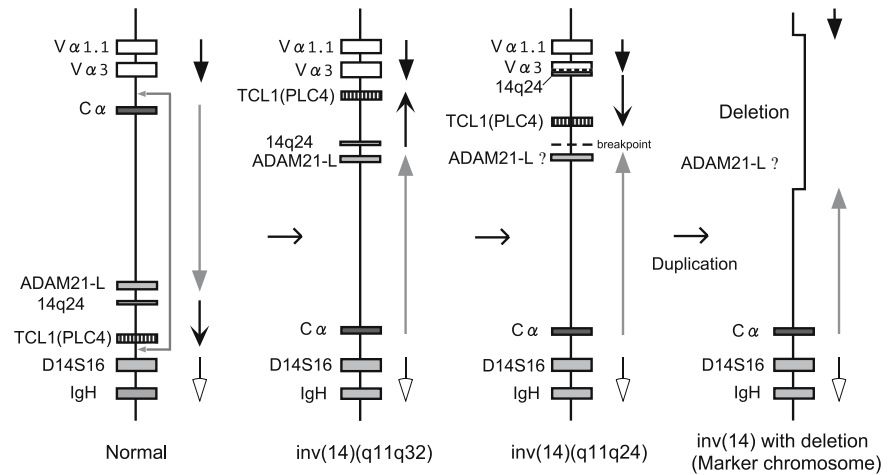 Vα1.1
Vα3
Cα
ADAM21-L
14q24
TCL1(PLC4)
D14S16
IgH
Normal
Vα1.1
Vα3
TCL1(PLC4)
14q24
ADAM21-L
Cα
D14S16
IgH
inv(14)(q11q32)
Vα1.1
Vα3
14q24
TCL1(PLC4)
breakpoint
ADAM21-L ?
Cα
D14S16
IgH
inv(14)(q11q24)
Duplication
Deletion
ADAM21-L ?
Cα
D14S16
IgH
inv(14) with deletion
(Marker chromosome)